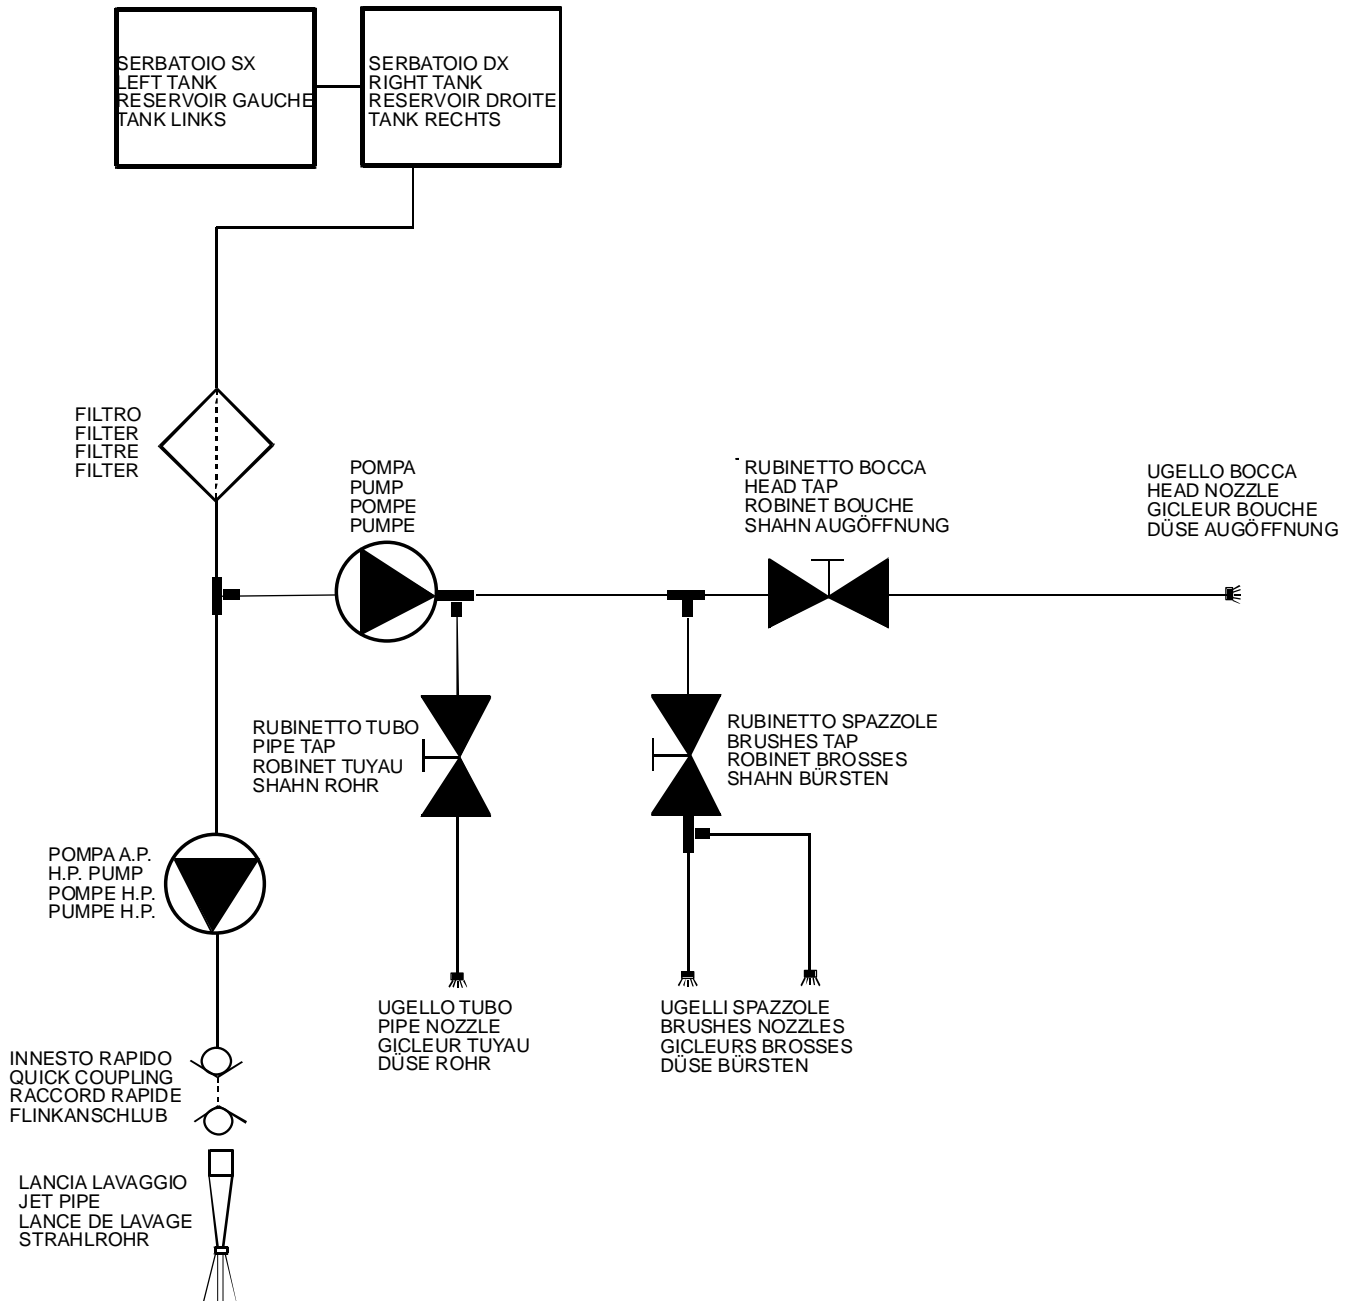 SERBATOIO SX
LEFT TANK
RESERVOIR GAUCHE
TANK LINKS
SERBATOIO DX
RIGHT TANK
RESERVOIR DROITE
TANK RECHTS
FILTRO
FILTER
FILTRE
FILTER
POMPA
PUMP
POMPE
PUMPE
RUBINETTO BOCCA
HEAD TAP
ROBINET BOUCHE
SHAHN AUGÖFFNUNG
UGELLO BOCCA
HEAD NOZZLE
GICLEUR BOUCHE
DÜSE AUGÖFFNUNG
RUBINETTO TUBO
PIPE TAP
ROBINET TUYAU
SHAHN ROHR
RUBINETTO SPAZZOLE
BRUSHES TAP
ROBINET BROSSES
SHAHN BÜRSTEN
POMPA A.P.
H.P. PUMP
POMPE H.P.
PUMPE H.P.
UGELLO TUBO
PIPE NOZZLE
GICLEUR TUYAU
DÜSE ROHR
UGELLI SPAZZOLE
BRUSHES NOZZLES
GICLEURS BROSSES
DÜSE BÜRSTEN
INNESTO RAPIDO
QUICK COUPLING
RACCORD RAPIDE
FLINKANSCHLUB
LANCIA LAVAGGIO
JET PIPE
LANCE DE LAVAGE
STRAHLROHR